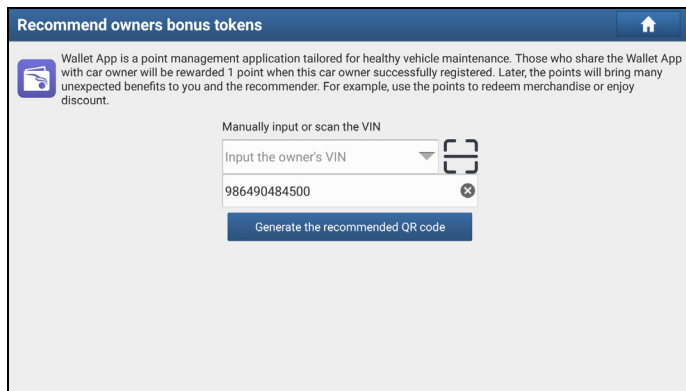 Recommend owners bonus tokens
Wallet App is a point management application tailored for healthy vehicle maintenance. Those who share the Wallet App
with car owner will be rewarded 1 point when this car owner successfully registered. Later, the points will bring many
unexpected benefits to you and the recommender. For example, use the points to redeem merchandise or enjoy
discount.
Manually input or scan the VIN
Input the owner's VIN
986490484500
Generate the recommended QR code